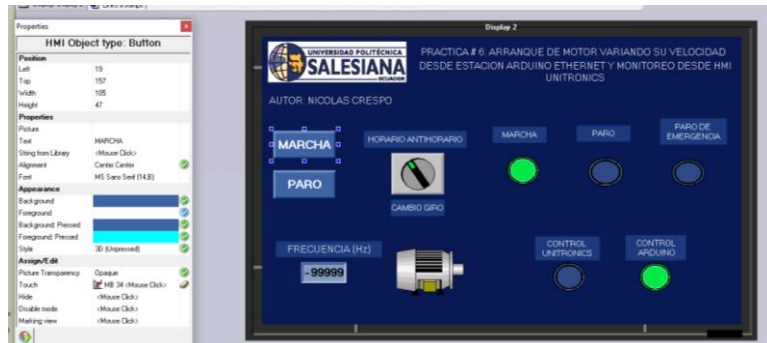 Properties
HMI Object type: Button
Position
Left 19
Top 157
Width 105
Height 47
Properties
Picture
Text MARCHA
String from Library <Mouse Click>
Alignment Center Center
Font MS Sans Serif (14,B)
Appearance
Background
Foreground
Background: Pressed
Foreground: Pressed
Style 3D (Unpressed)
Assign/Edit
Picture Transparency Opaque
Touch MB 34 <Mouse Click>
Hide <Mouse Click>
Disable mode <Mouse Click>
Marking view <Mouse Click>
Display 2
UNIVERSIDAD POLITÉCNICA
SALESIANA
ECUADOR
PRACTICA # 6: ARRANQUE DE MOTOR VARIANDO SU VELOCIDAD
DESDE ESTACION ARDUINO ETHERNET Y MONITOREO DESDE HMI
UNITRONICS
AUTOR: NICOLAS CRESPO
MARCHA
PARO
HORARIO ANTIHORARIO
CAMBIO GIRO
MARCHA
PARO
PARO DE
EMERGENCIA
FRECUENCIA (Hz)
-99999
CONTROL
UNITRONICS
CONTROL
ARDUINO